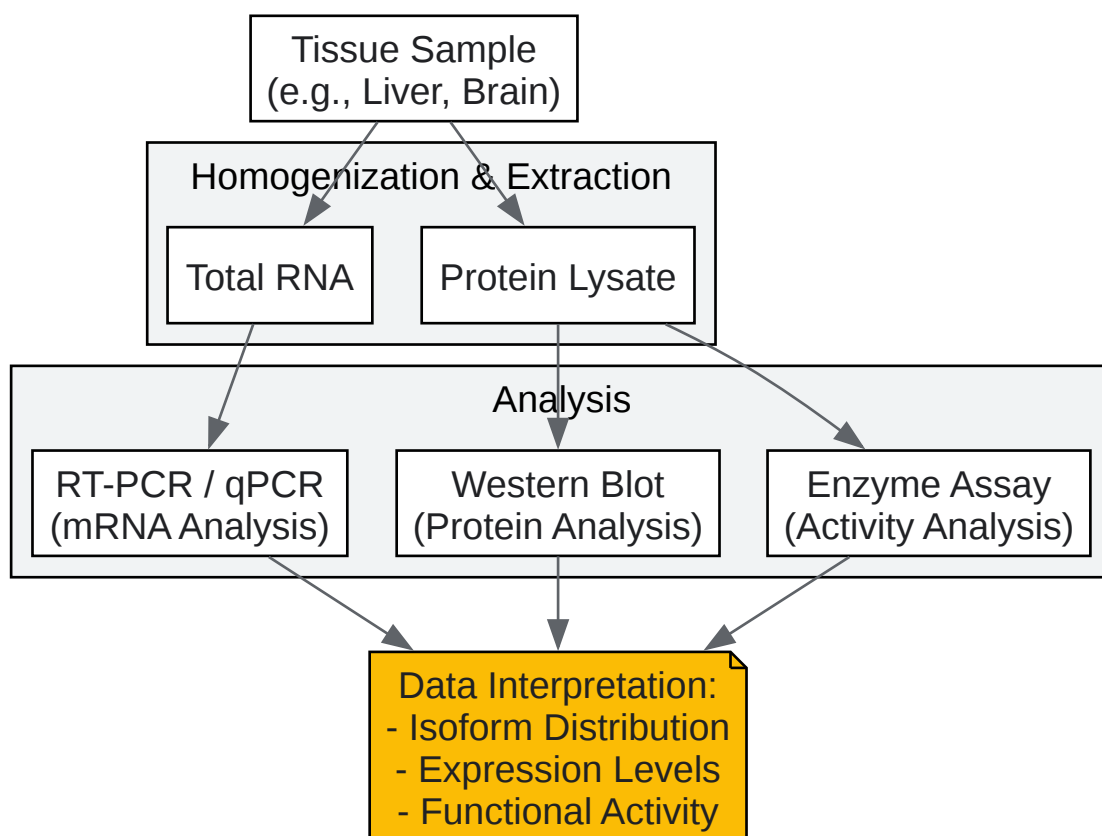 Tissue Sample
(e.g., Liver, Brain)
Homogenization & Extraction
Total RNA
Protein Lysate
Analysis
RT-PCR / qPCR
(mRNA Analysis)
Western Blot
(Protein Analysis)
Enzyme Assay
(Activity Analysis)
Data Interpretation:
- Isoform Distribution
- Expression Levels
- Functional Activity